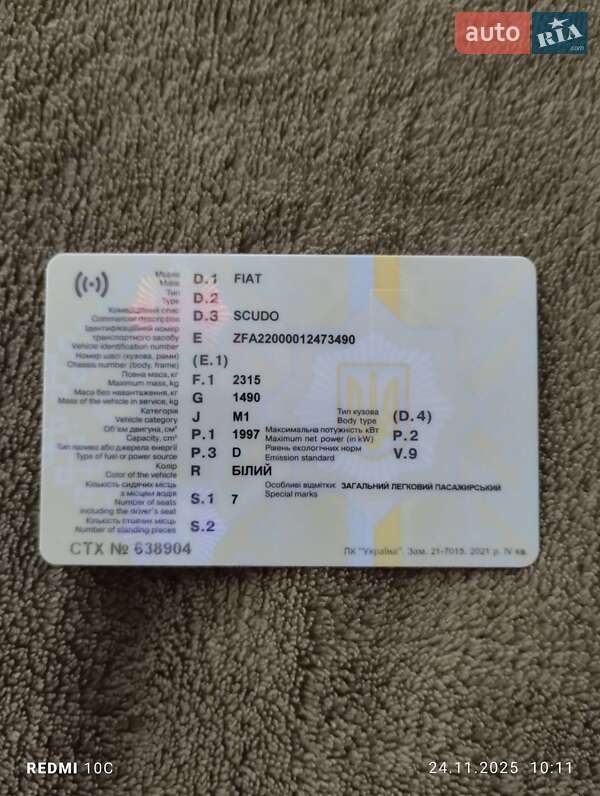 auto RIA .com
Марка D.1 FIAT
Make
Тип D.2
Type
Комерційний опис D.3 SCUDO
Commercial description
Ідентифікаційний номер
транспортного засобу E ZFA22000012473490
Vehicle identification number
Номер шасі (кузова, рами) (E.1)
Chassis number (body, frame)
Повна маса, кг F.1 2315
Maximum mass, kg
Маса без навантаження, кг G 1490
Mass of the vehicle in service, kg
Категорія J M1 Тип кузова (D.4)
Vehicle category Body type
Об'єм двигуна, см³ P.1 1997 Максимальна потужність кВт P.2
Capacity, cm³ Maximum net power (in kW)
Тип палива або джерела енергії P.3 D Рівень екологічних норм V.9
Type of fuel or power source Emission standard
Колір R БІЛИЙ
Color of the vehicle
Кількість сидячих місць Особливі відмітки: ЗАГАЛЬНИЙ ЛЕГКОВИЙ ПАСАЖИРСЬКИЙ
з місцем водія S.1 7 Special marks
Number of seats
including the driver's seat
Кількість стоячих місць S.2
Number of standing places
СТХ № 638904 ПК "Україна". Зам. 21-7015. 2021 р. IV кв.
REDMI 10C 24.11.2025 10:11